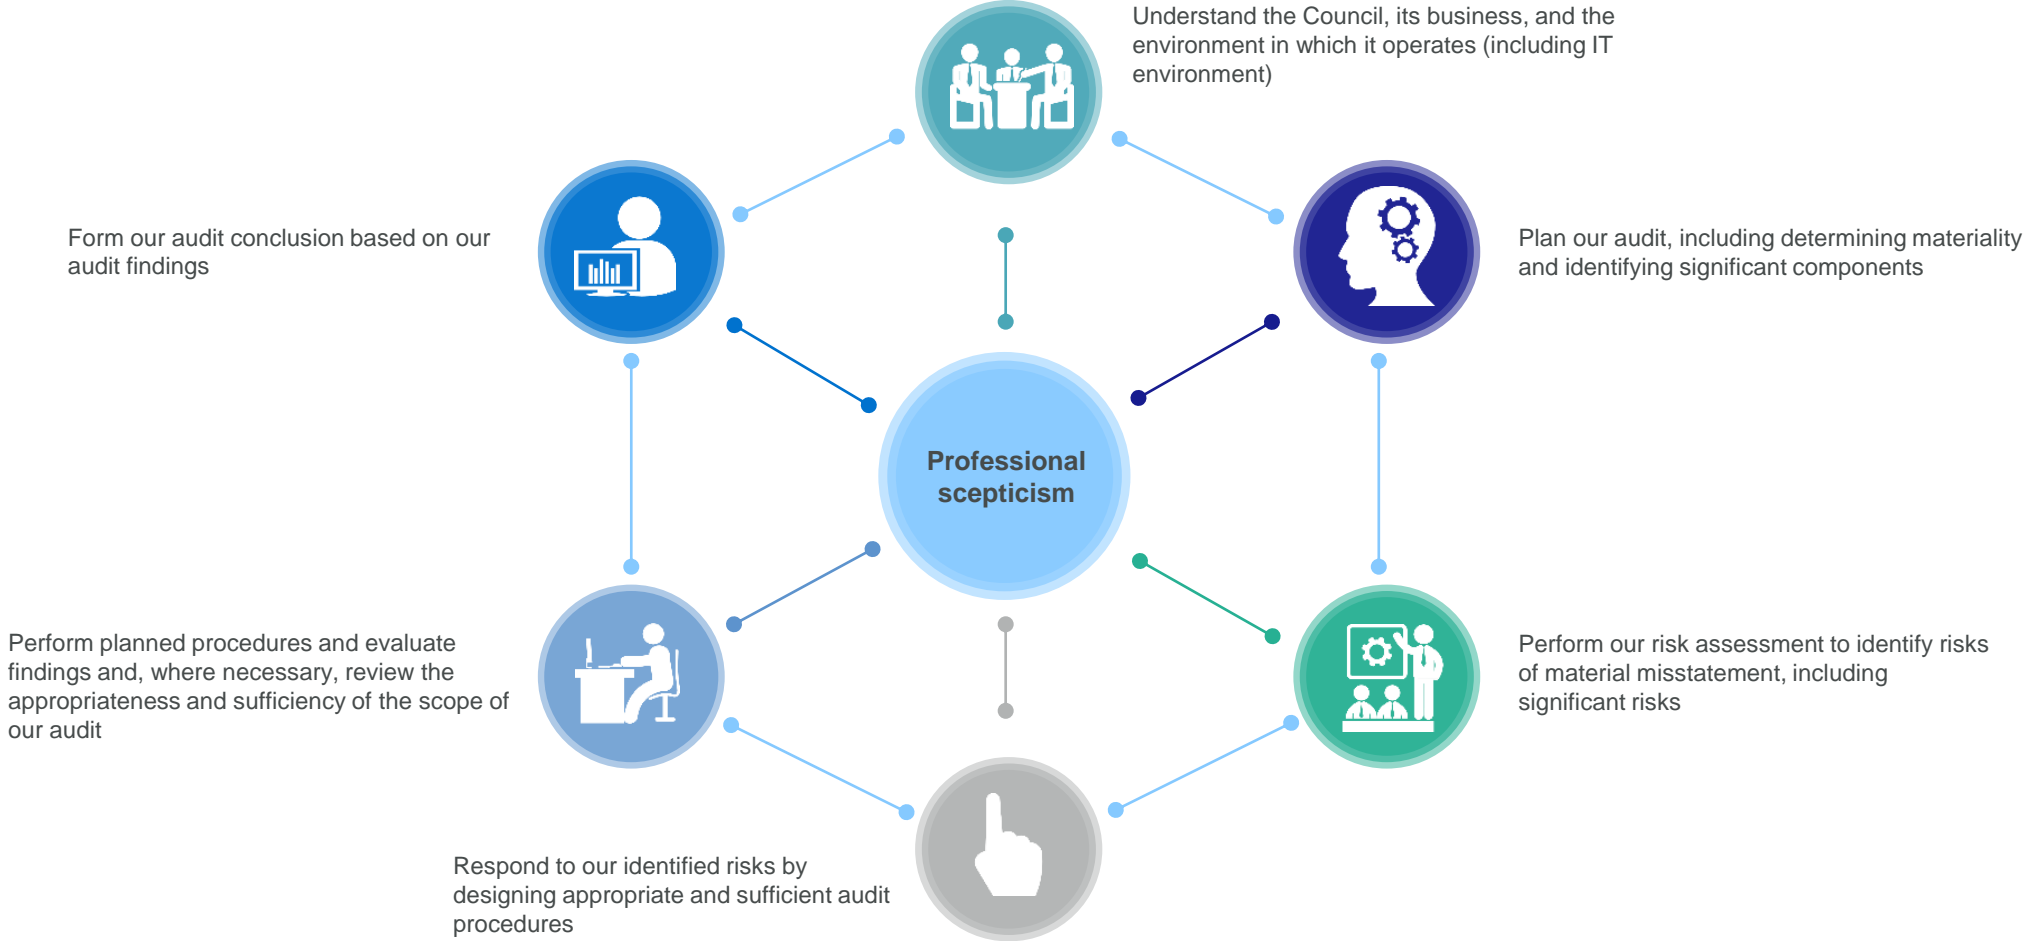 Understand the Council, its business, and the
environment in which it operates (including IT
environment)
Plan our audit, including determining materiality
and identifying significant components
Perform our risk assessment to identify risks
of material misstatement, including
significant risks
Respond to our identified risks by
designing appropriate and sufficient audit
procedures
Perform planned procedures and evaluate
findings and, where necessary, review the
appropriateness and sufficiency of the scope of
our audit
Form our audit conclusion based on our
audit findings
Professional
scepticism